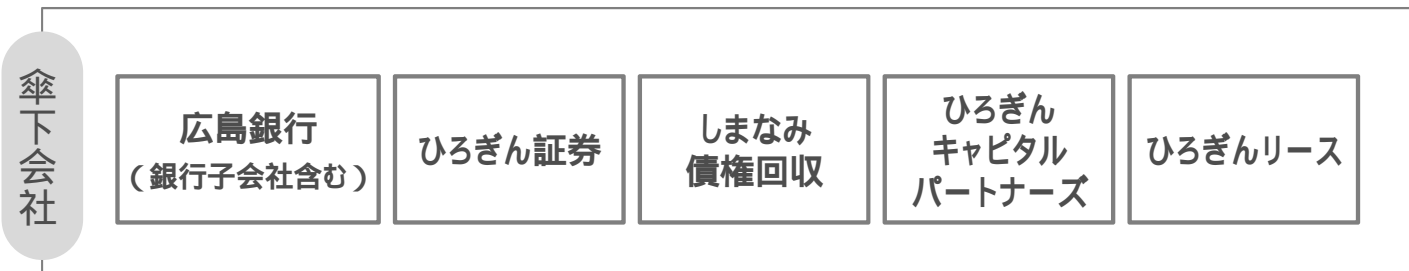 傘下会社
広島銀行
（銀行子会社含む）
ひろぎん証券
しまなみ
債権回収
ひろぎん
キャピタル
パートナーズ
ひろぎんリース